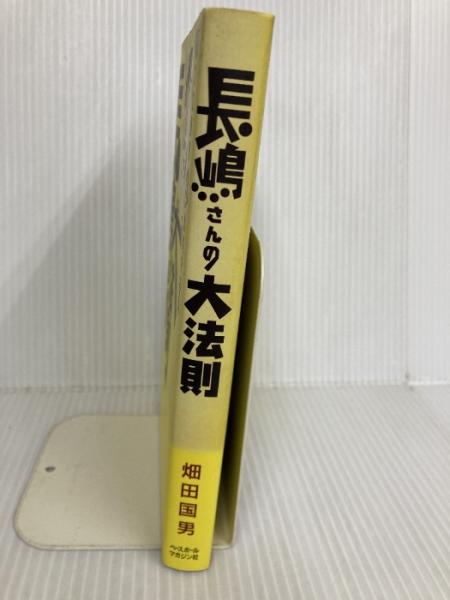 長嶋さんの大法則
畑田国男
ベースボール
マガジン社